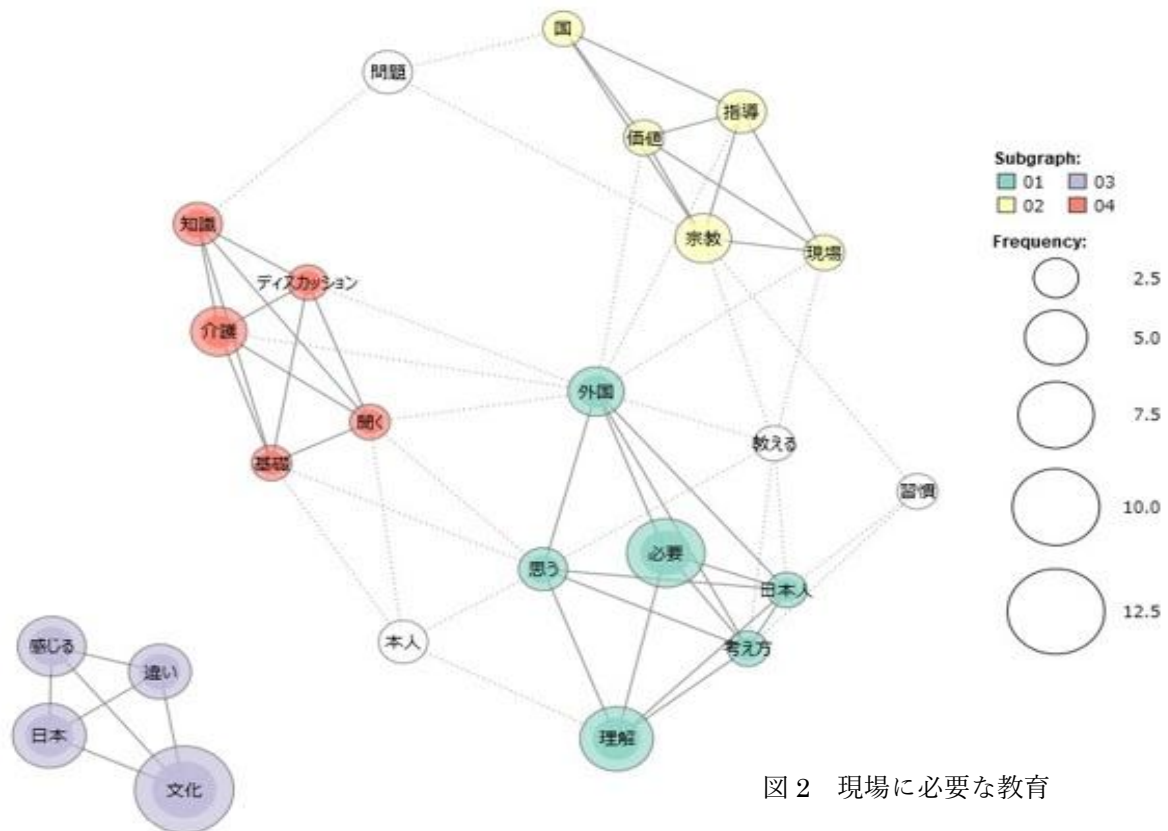 国
問題
指導
価値
宗教
現場
知識
ディスカッション
介護
聞く
基礎
外国
教える
習慣
必要
思う
日本人
考え方
本人
理解
感じる
違い
日本
文化
Subgraph:
01 03
02 04
Frequency:
2.5
5.0
7.5
10.0
12.5
図 2 現場に必要な教育